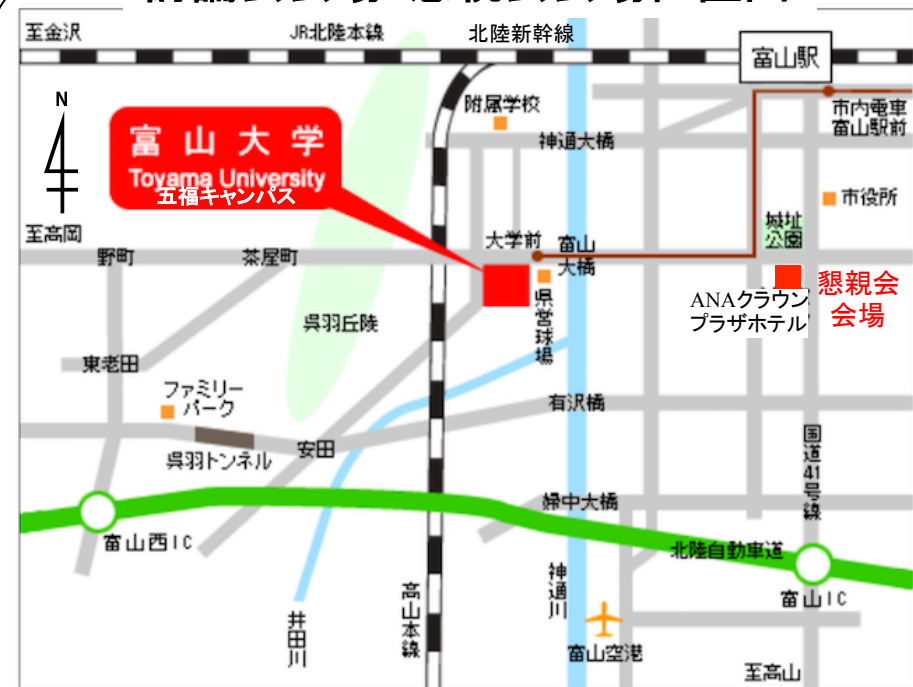 至金沢
JR北陸本線
北陸新幹線
富山駅
N
附属学校
市内電車
富山駅前
富山大学
Toyama University
五福キャンパス
神通大橋
市役所
至高岡
城址
公園
野町
茶屋町
大学前
富山
大橋
懇親会
会場
ANAクラウン
プラザホテル
県営球場
呉羽丘陵
東老田
ファミリー
パーク
有沢橋
呉羽トンネル
安田
国道41号線
婦中大橋
富山西IC
北陸自動車道
神通川
高山本線
井田川
富山IC
富山空港
至高山